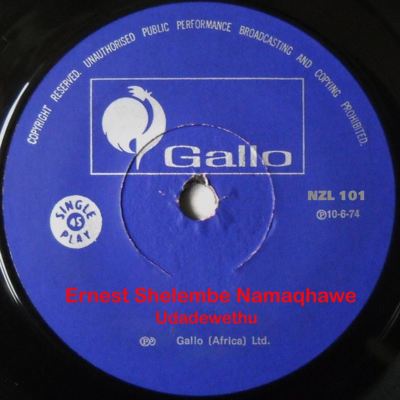 COPYRIGHT RESERVED. UNAUTHORISED PUBLIC PERFORMANCE BROADCASTING AND COPYING PROHIBITED.
Gallo
NZL 101
Ⓟ10-6-74
SINGLE
45
PLAY
Ernest Shelembe Namaqhawe
Udadewethu
Gallo (Africa) Ltd.